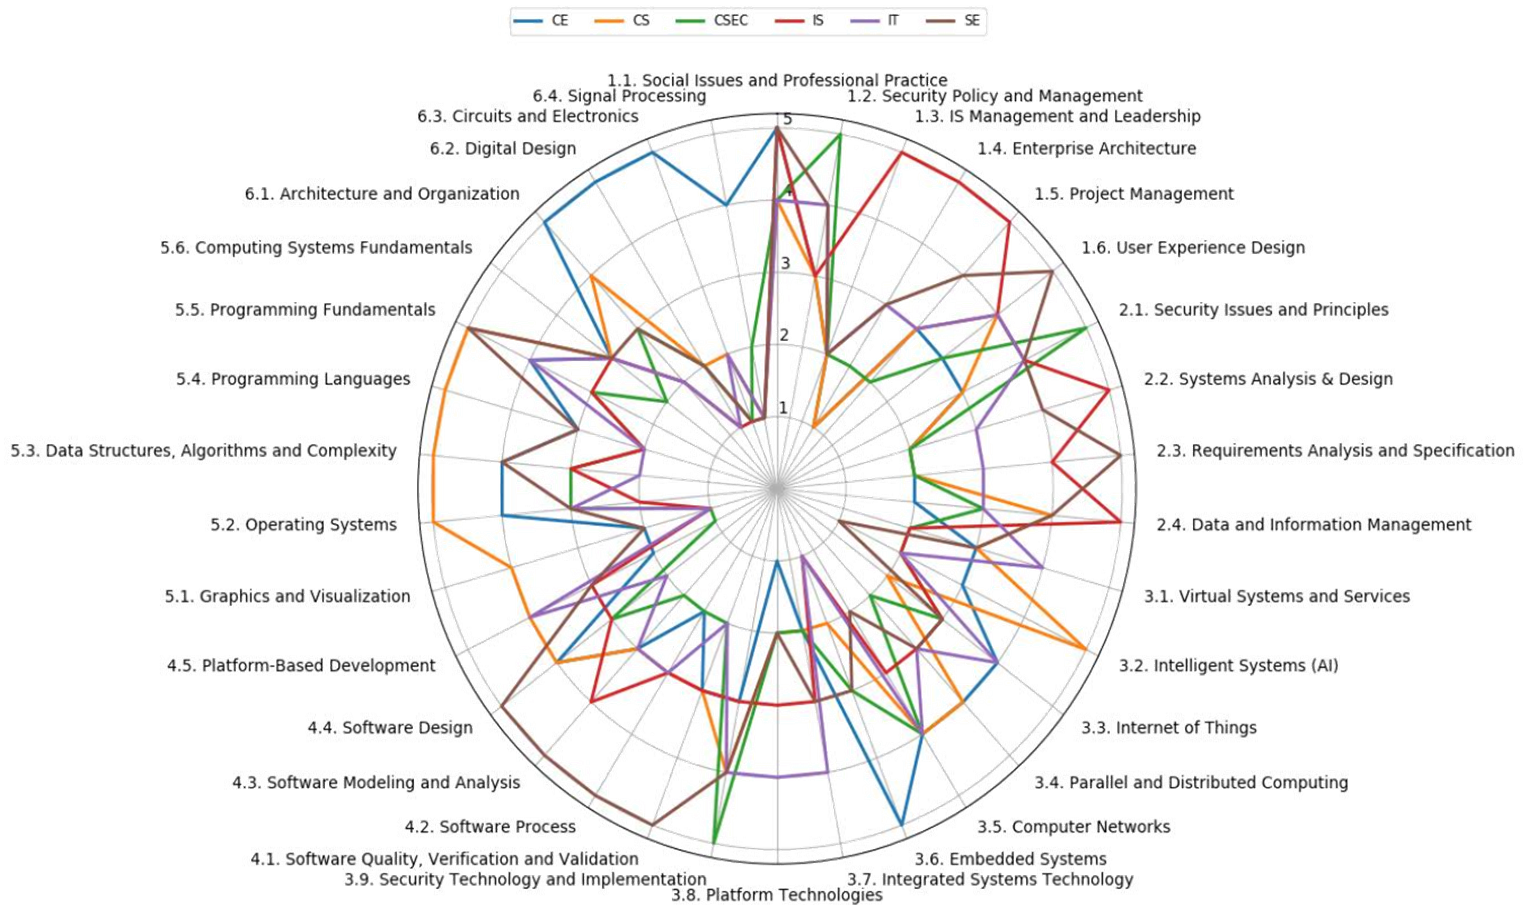 CE CS CSEC IS IT SE
1.1. Social Issues and Professional Practice
6.4. Signal Processing
1.2. Security Policy and Management
6.3. Circuits and Electronics
1.3. IS Management and Leadership
6.2. Digital Design
1.4. Enterprise Architecture
6.1. Architecture and Organization
1.5. Project Management
5.6. Computing Systems Fundamentals
1.6. User Experience Design
5.5. Programming Fundamentals
2.1. Security Issues and Principles
5.4. Programming Languages
2.2. Systems Analysis & Design
5.3. Data Structures, Algorithms and Complexity
2.3. Requirements Analysis and Specification
5.2. Operating Systems
2.4. Data and Information Management
5.1. Graphics and Visualization
3.1. Virtual Systems and Services
4.5. Platform-Based Development
3.2. Intelligent Systems (AI)
4.4. Software Design
3.3. Internet of Things
4.3. Software Modeling and Analysis
3.4. Parallel and Distributed Computing
4.2. Software Process
3.5. Computer Networks
4.1. Software Quality, Verification and Validation
3.6. Embedded Systems
3.9. Security Technology and Implementation
3.7. Integrated Systems Technology
3.8. Platform Technologies
5
4
3
2
1